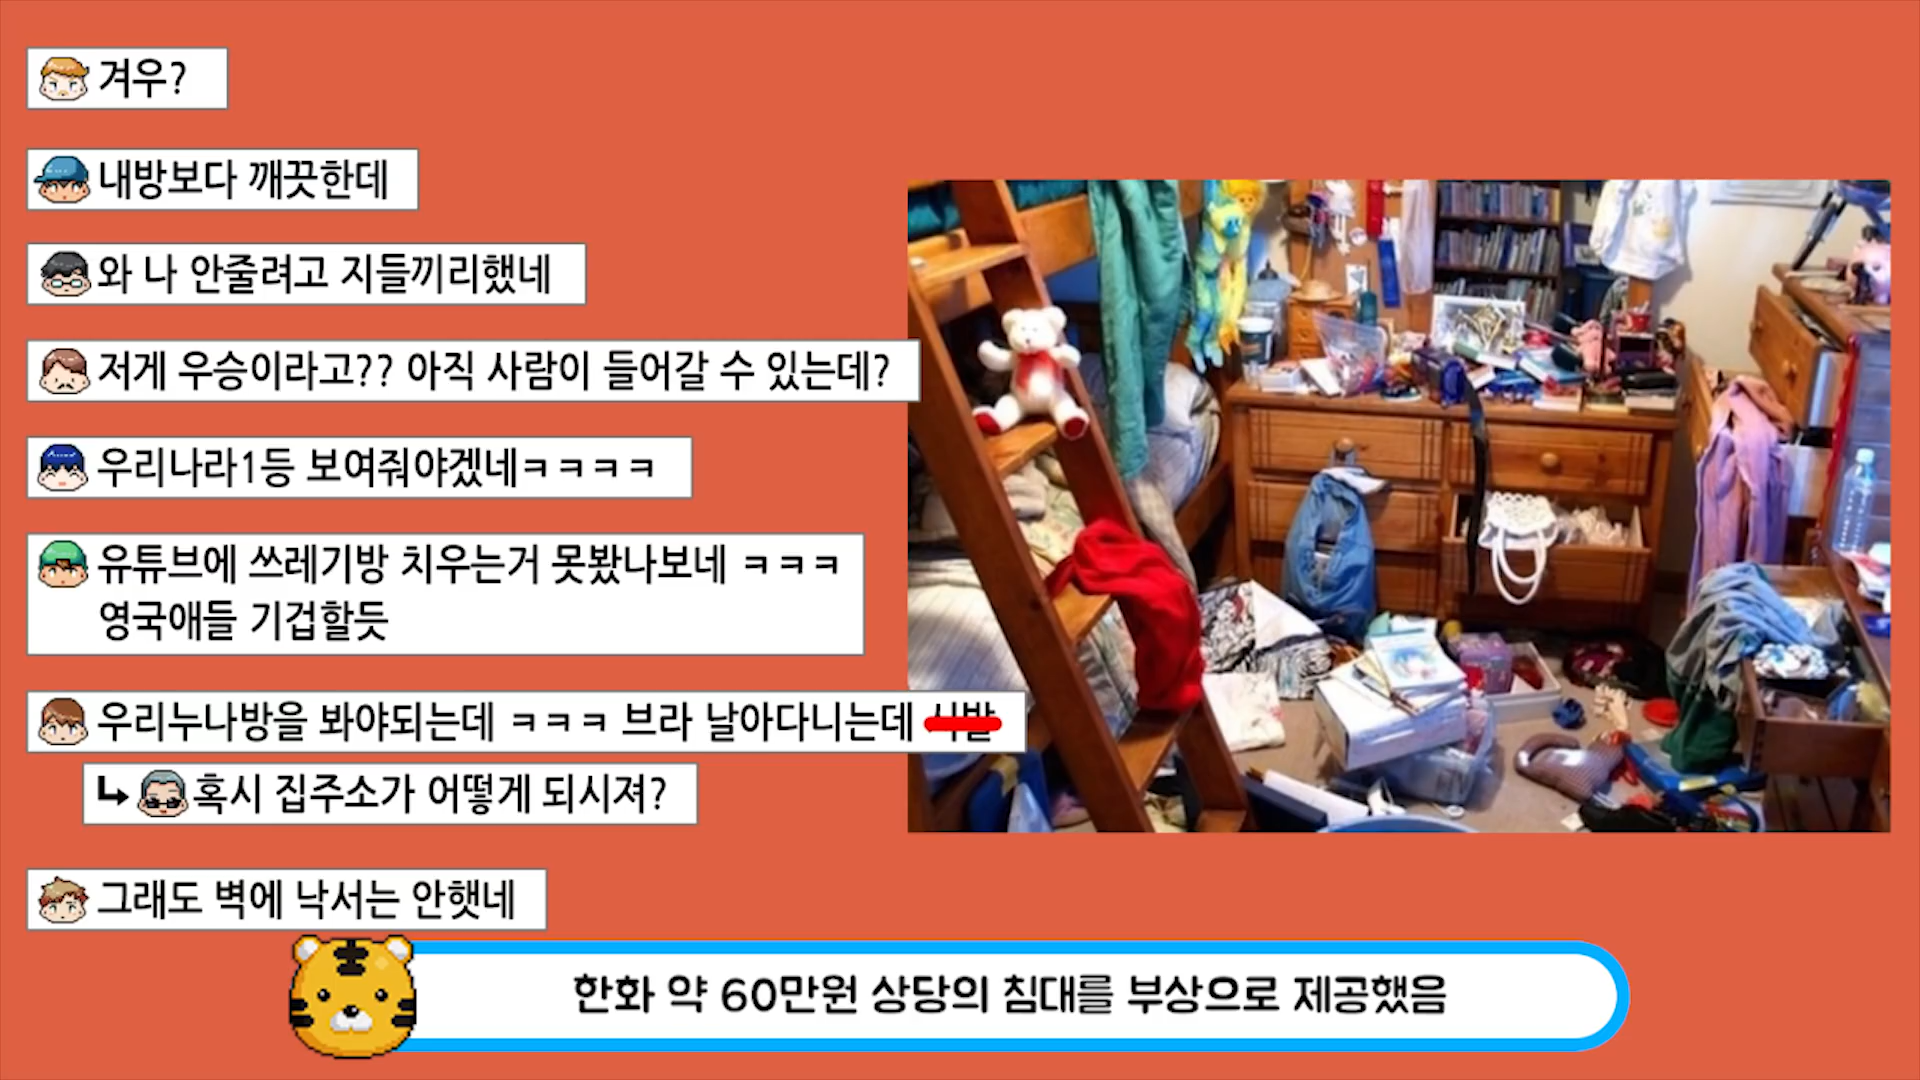 겨우?
내방보다 깨끗한데
와 나 안줄려고 지들끼리했네
저게 우승이라고?? 아직 사람이 들어갈 수 있는데?
우리나라1등 보여줘야겠네ㅋㅋㅋㅋ
유튜브에 쓰레기방 치우는거 못봤나보네 ㅋㅋㅋ
영국애들 기겁할듯
우리누나방을 봐야되는데 ㅋㅋㅋ 브라 날아다니는데
혹시 집주소가 어떻게 되시져?
그래도 벽에 낙서는 안햇네
한화 약 60만원 상당의 침대를 부상으로 제공했음